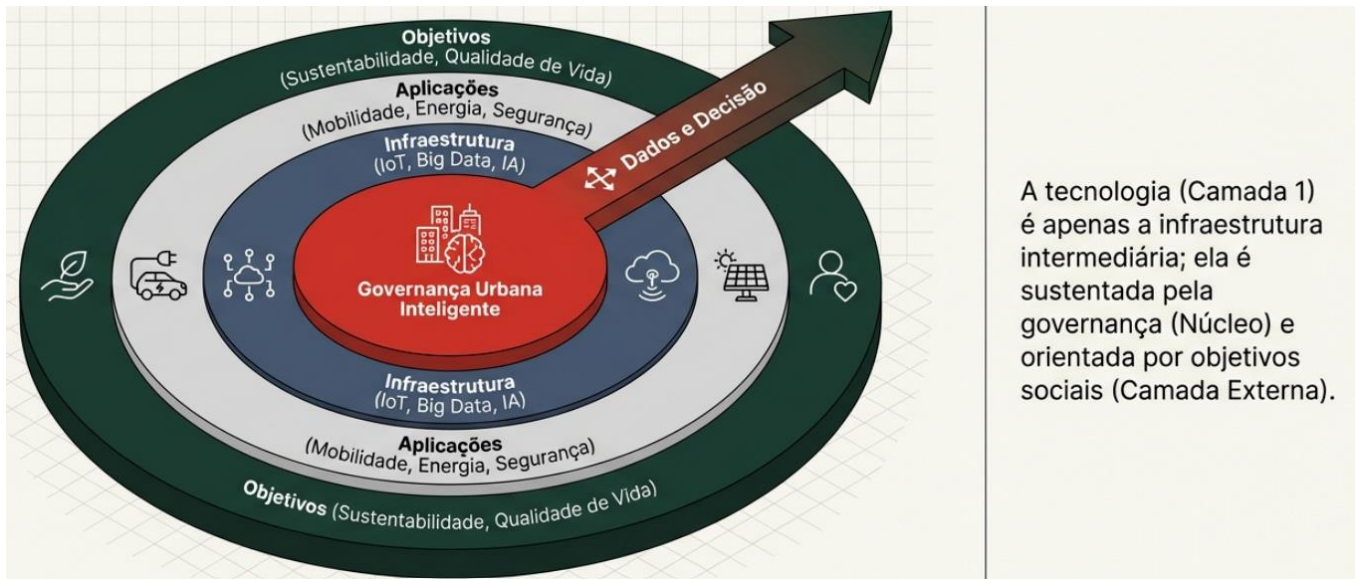 Objetivos
(Sustentabilidade, Qualidade de Vida)
Aplicações
(Mobilidade, Energia, Segurança)
Infraestrutura
(IoT, Big Data, IA)
Dados e Decisão
Governança Urbana
Inteligente
Infraestrutura
(IoT, Big Data, IA)
Aplicações
(Mobilidade, Energia, Segurança)
Objetivos (Sustentabilidade, Qualidade de Vida)
A tecnologia (Camada 1)
é apenas a infraestrutura
intermediária; ela é
sustentada pela
governança (Núcleo) e
orientada por objetivos
sociais (Camada Externa).